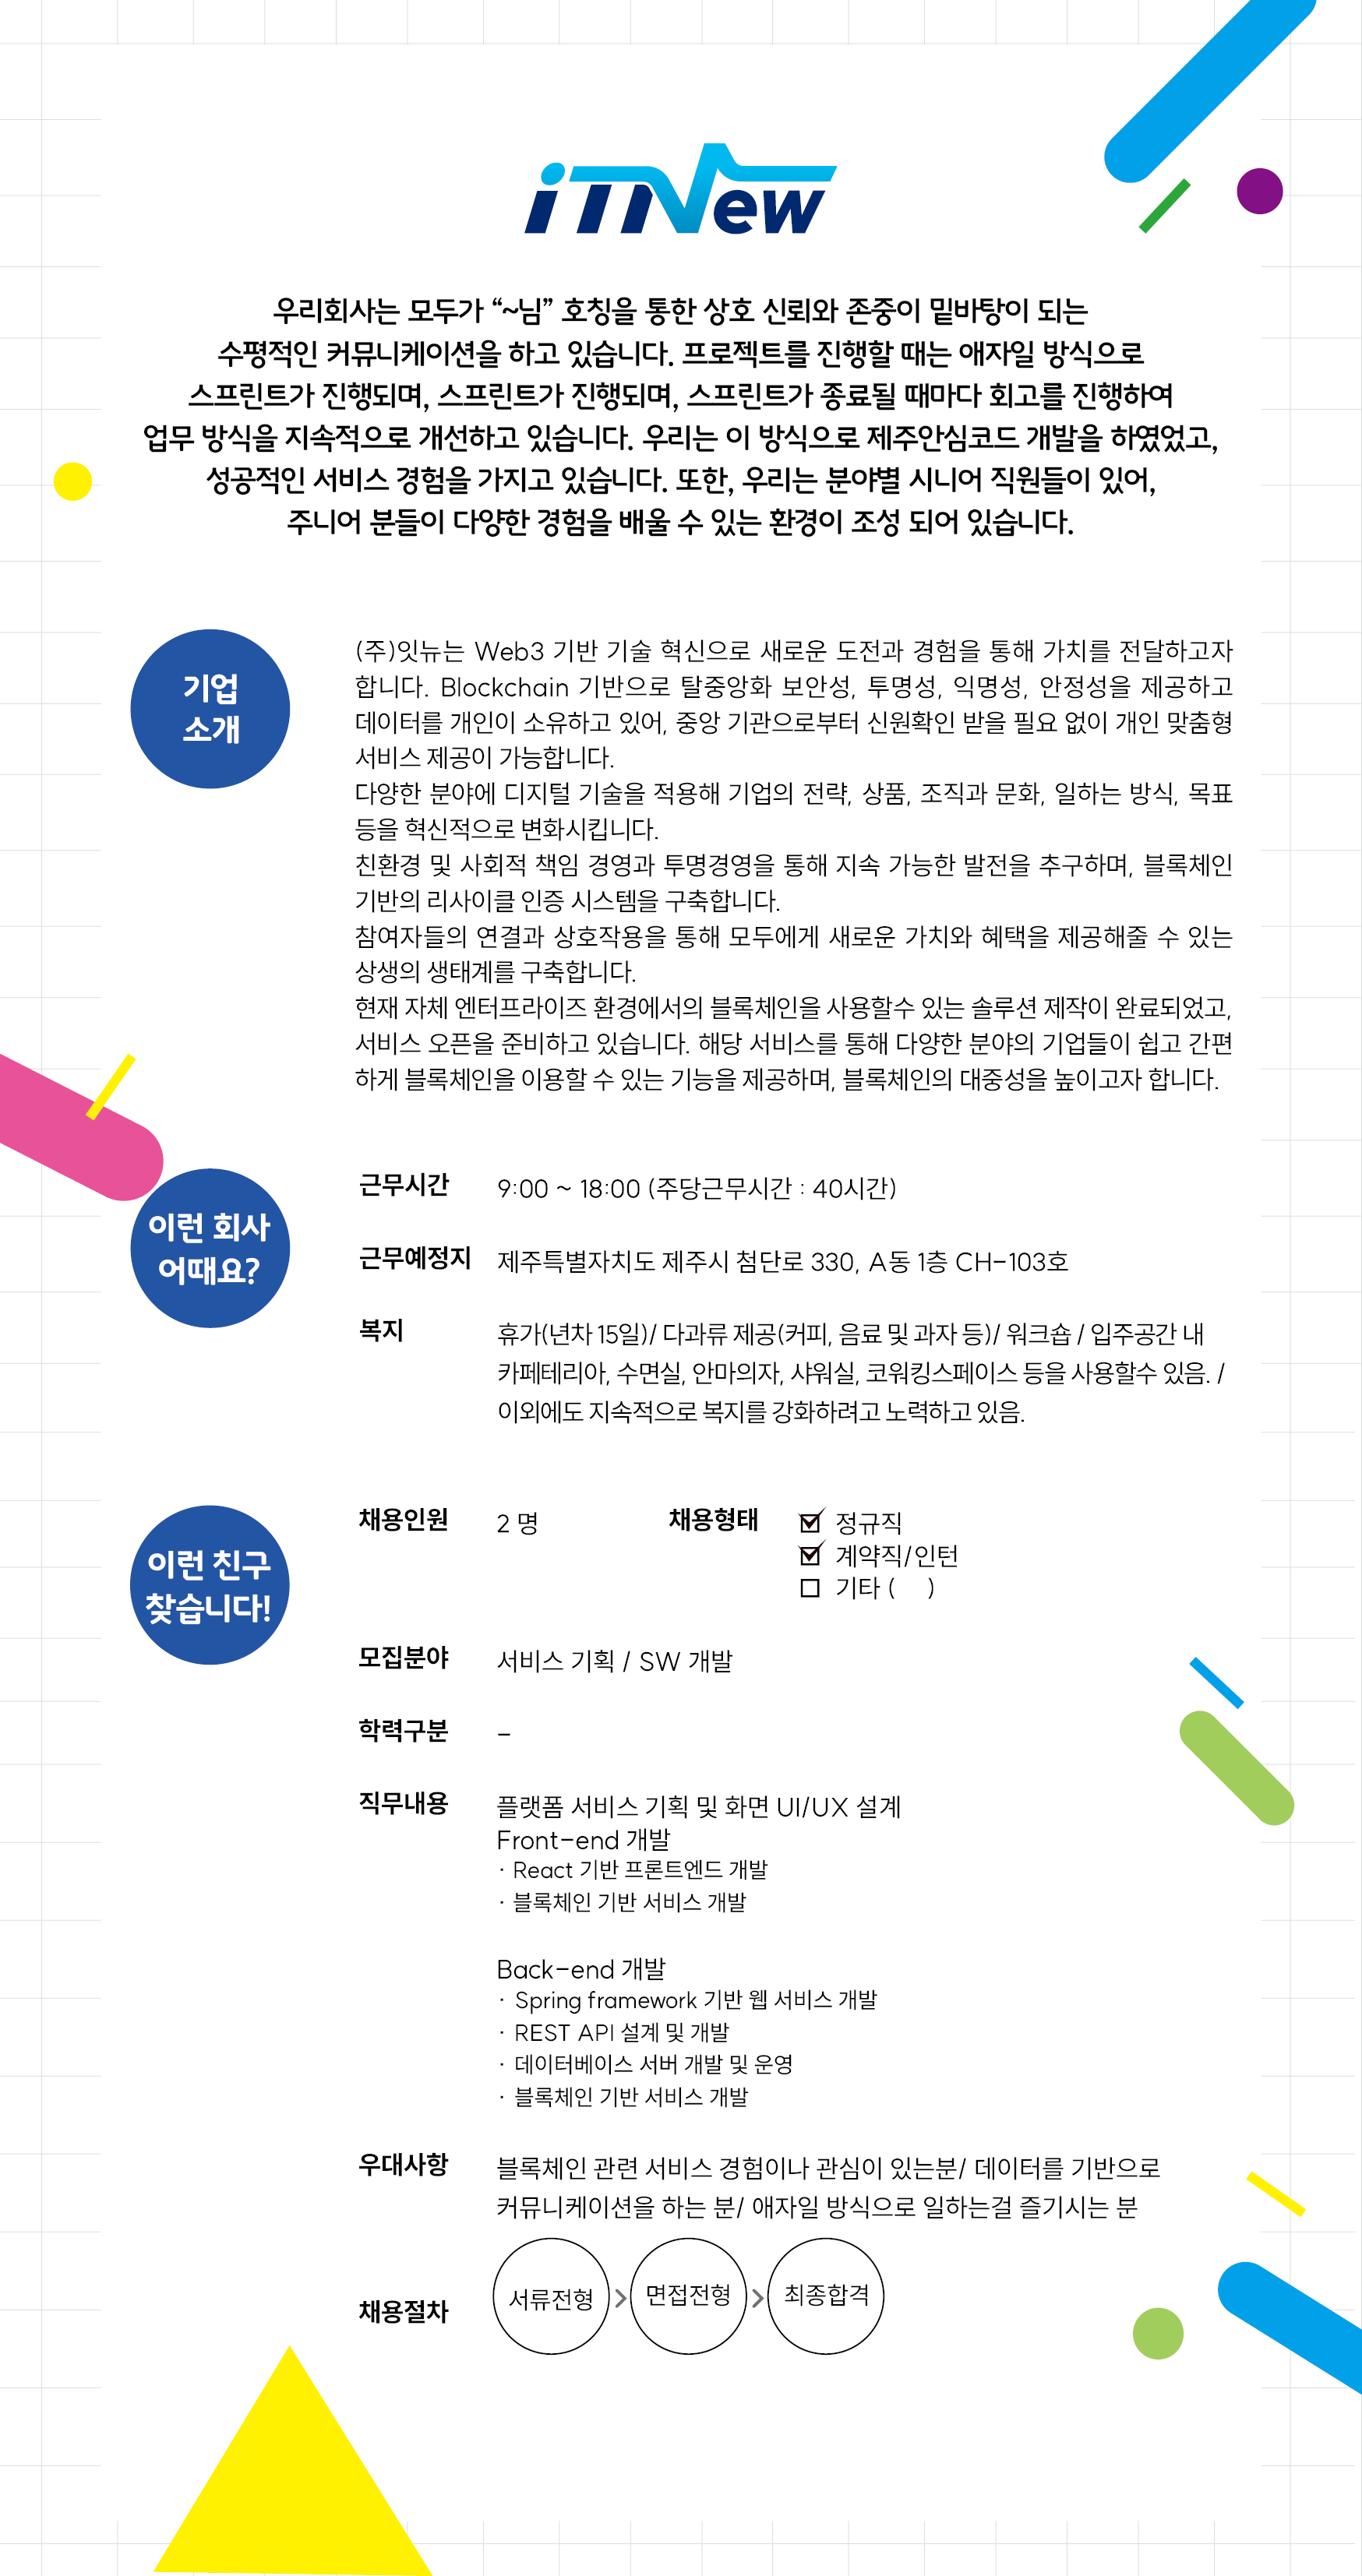 iTNew
우리회사는 모두가 “~님” 호칭을 통한 상호 신뢰와 존중이 밑바탕이 되는
수평적인 커뮤니케이션을 하고 있습니다. 프로젝트를 진행할 때는 애자일 방식으로
스프린트가 진행되며, 스프린트가 진행되며, 스프린트가 종료될 때마다 회고를 진행하여
업무 방식을 지속적으로 개선하고 있습니다. 우리는 이 방식으로 제주안심코드 개발을 하였었고,
성공적인 서비스 경험을 가지고 있습니다. 또한, 우리는 분야별 시니어 직원들이 있어,
주니어 분들이 다양한 경험을 배울 수 있는 환경이 조성 되어 있습니다.
기업
소개
(주)잇뉴는 Web3 기반 기술 혁신으로 새로운 도전과 경험을 통해 가치를 전달하고자
합니다. Blockchain 기반으로 탈중앙화 보안성, 투명성, 익명성, 안정성을 제공하고
데이터를 개인이 소유하고 있어, 중앙 기관으로부터 신원확인 받을 필요 없이 개인 맞춤형
서비스 제공이 가능합니다.
다양한 분야에 디지털 기술을 적용해 기업의 전략, 상품, 조직과 문화, 일하는 방식, 목표
등을 혁신적으로 변화시킵니다.
친환경 및 사회적 책임 경영과 투명경영을 통해 지속 가능한 발전을 추구하며, 블록체인
기반의 리사이클 인증 시스템을 구축합니다.
참여자들의 연결과 상호작용을 통해 모두에게 새로운 가치와 혜택을 제공해줄 수 있는
상생의 생태계를 구축합니다.
현재 자체 엔터프라이즈 환경에서의 블록체인을 사용할수 있는 솔루션 제작이 완료되었고,
서비스 오픈을 준비하고 있습니다. 해당 서비스를 통해 다양한 분야의 기업들이 쉽고 간편
하게 블록체인을 이용할 수 있는 기능을 제공하며, 블록체인의 대중성을 높이고자 합니다.
이런 회사
어때요?
근무시간 9:00 ~ 18:00 (주당근무시간 : 40시간)
근무예정지 제주특별자치도 제주시 첨단로 330, A동 1층 CH-103호
복지 휴가(년차 15일)/ 다과류 제공(커피, 음료 및 과자 등)/ 워크숍 / 입주공간 내
카페테리아, 수면실, 안마의자, 샤워실, 코워킹스페이스 등을 사용할수 있음. /
이외에도 지속적으로 복지를 강화하려고 노력하고 있음.
이런 친구
찾습니다!
채용인원 2 명 채용형태 ☑ 정규직
☑ 계약직/인턴
☐ 기타 ( )
모집분야 서비스 기획 / SW 개발
학력구분 -
직무내용 플랫폼 서비스 기획 및 화면 UI/UX 설계
Front-end 개발
· React 기반 프론트엔드 개발
· 블록체인 기반 서비스 개발
Back-end 개발
· Spring framework 기반 웹 서비스 개발
· REST API 설계 및 개발
· 데이터베이스 서버 개발 및 운영
· 블록체인 기반 서비스 개발
우대사항 블록체인 관련 서비스 경험이나 관심이 있는분/ 데이터를 기반으로
커뮤니케이션을 하는 분/ 애자일 방식으로 일하는걸 즐기시는 분
채용절차 서류전형 > 면접전형 > 최종합격